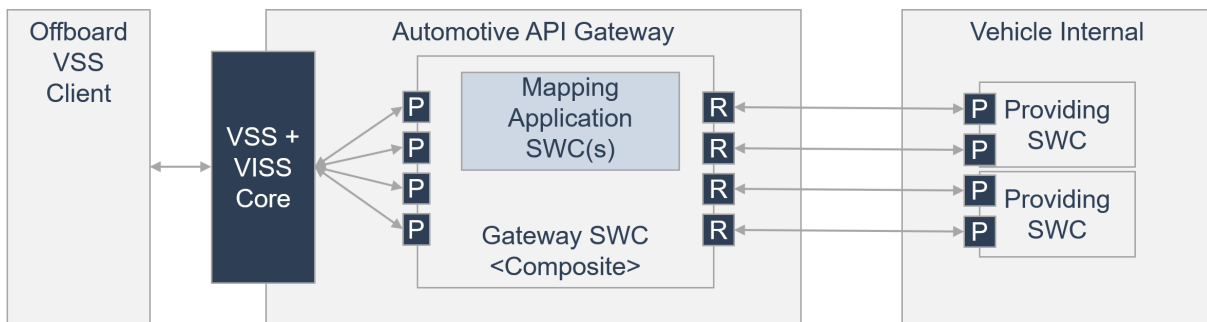 Offboard
VSS
Client
Automotive API Gateway
Vehicle Internal
VSS +
VISS
Core
P
P
P
P
Mapping
Application
SWC(s)
Gateway SWC
<Composite>
R
R
R
R
P
P
Providing
SWC
P
P
Providing
SWC